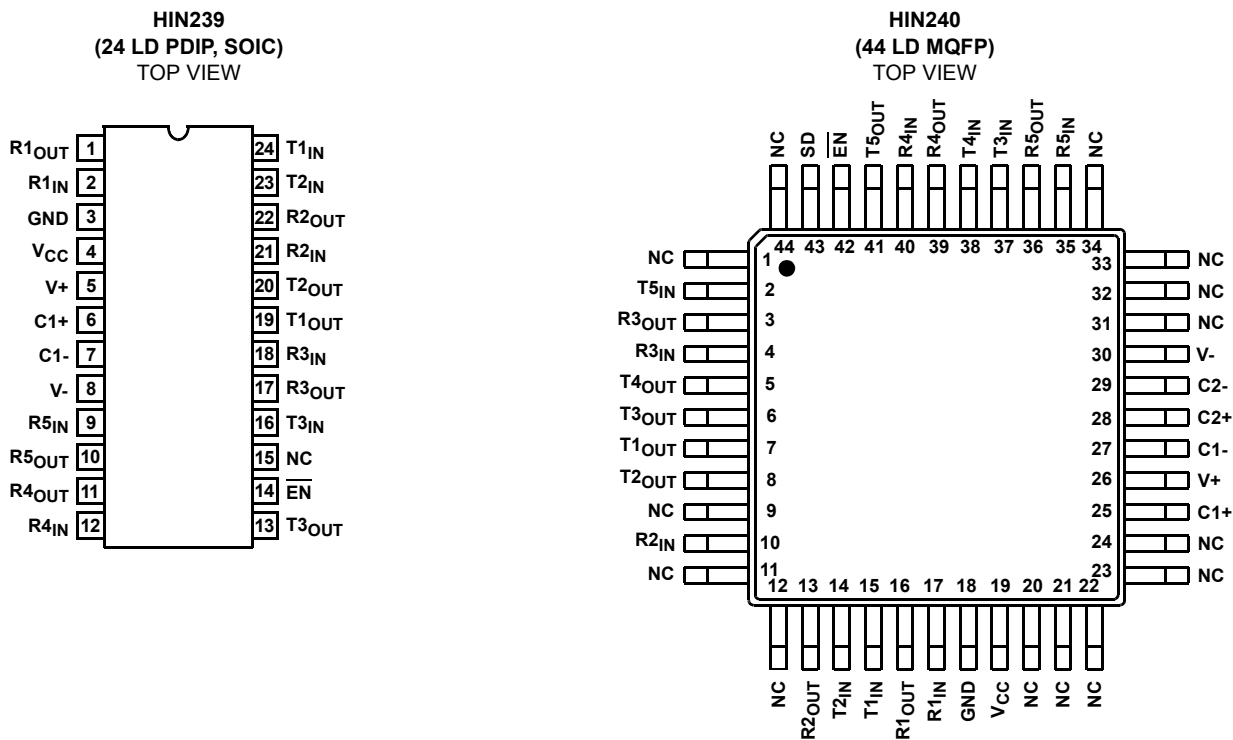 HIN239
(24 LD PDIP, SOIC)
TOP VIEW
R1OUT 1
R1IN 2
GND 3
VCC 4
V+ 5
C1+ 6
C1- 7
V- 8
R5IN 9
R5OUT 10
R4OUT 11
R4IN 12
24 T1IN
23 T2IN
22 R2OUT
21 R2IN
20 T2OUT
19 T1OUT
18 R3IN
17 R3OUT
16 T3IN
15 NC
14 E̅N̅
13 T3OUT
HIN240
(44 LD MQFP)
TOP VIEW
NC
SD
E̅N̅
T5OUT
R4IN
R4OUT
T4IN
T3IN
R5OUT
R5IN
NC
44 43 42 41 40 39 38 37 36 35 34
NC 1
T5IN 2
R3OUT 3
R3IN 4
T4OUT 5
T3OUT 6
T1OUT 7
T2OUT 8
NC 9
R2IN 10
NC 11
33 NC
32 NC
31 NC
30 V-
29 C2-
28 C2+
27 C1-
26 V+
25 C1+
24 NC
23 NC
12 13 14 15 16 17 18 19 20 21 22
NC
R2OUT
T2IN
T1IN
R1OUT
R1IN
GND
VCC
NC
NC
NC